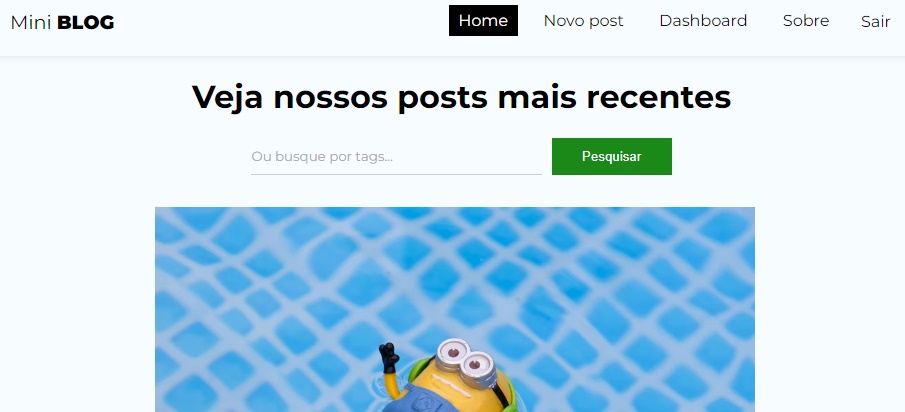 Mini BLOG
Home Novo post Dashboard Sobre Sair
Veja nossos posts mais recentes
Ou busque por tags...
Pesquisar